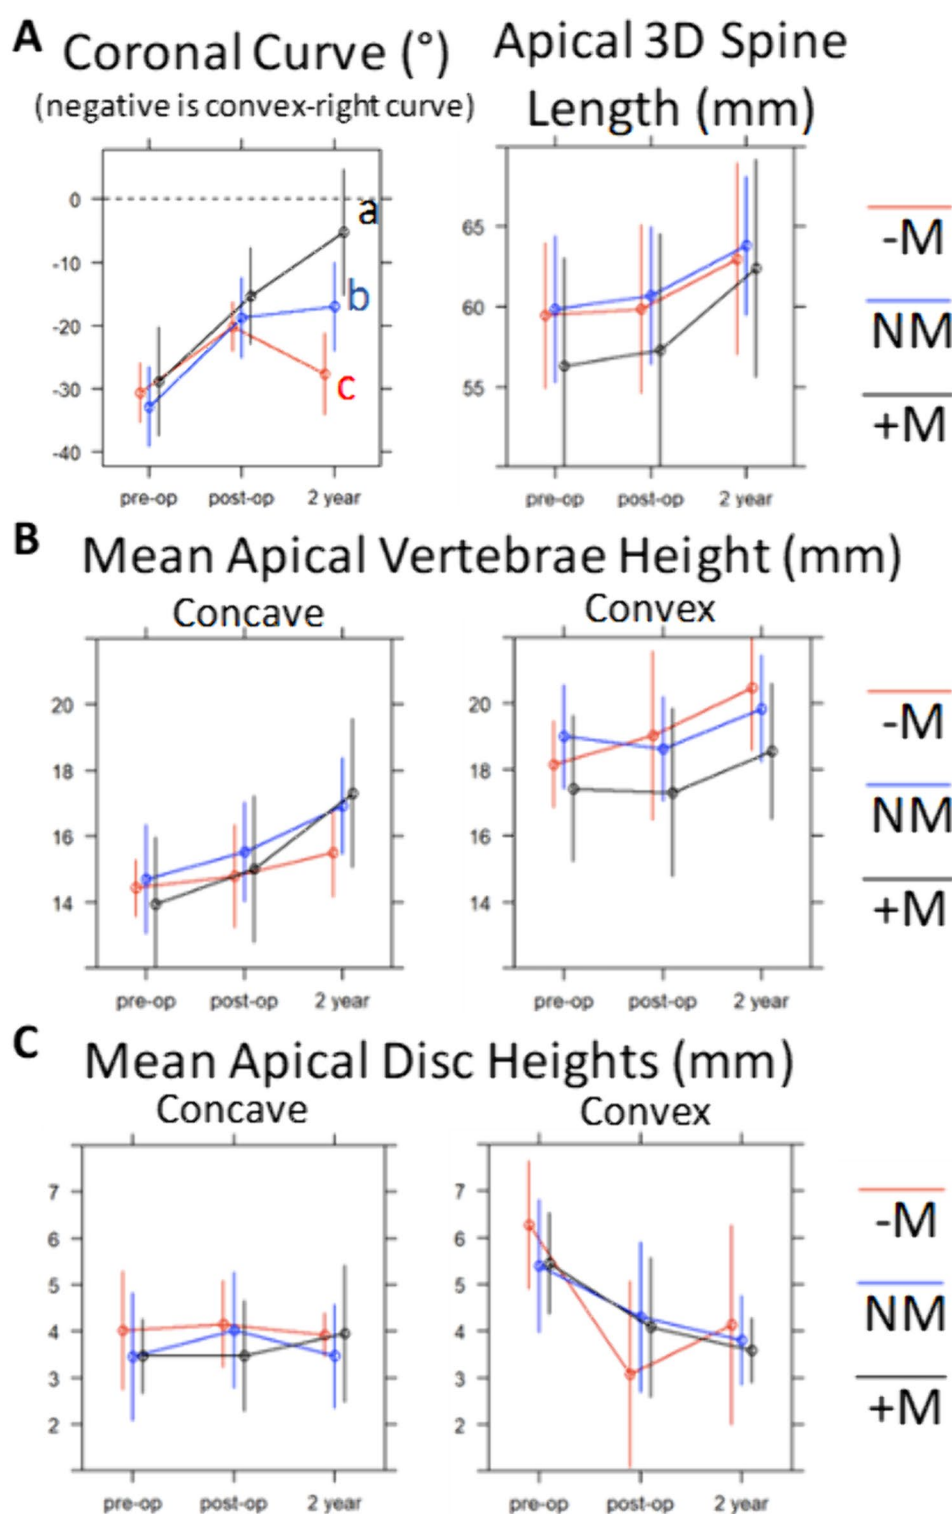 A Coronal Curve (°) Apical 3D Spine
(negative is convex-right curve) Length (mm)
0
-10
-20
-30
-40
a
b
c
pre-op post-op 2 year
65
60
55
pre-op post-op 2 year
-M
NM
+M
B Mean Apical Vertebrae Height (mm)
Concave Convex
20
18
16
14
pre-op post-op 2 year
20
18
16
14
pre-op post-op 2 year
-M
NM
+M
C Mean Apical Disc Heights (mm)
Concave Convex
7
6
5
4
3
2
pre-op post-op 2 year
7
6
5
4
3
2
pre-op post-op 2 year
-M
NM
+M